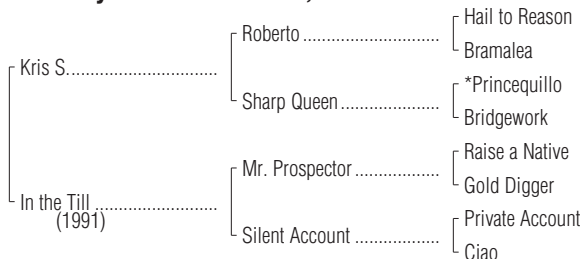 Hail to Reason
Roberto ........................................
Bramalea
Kris S. ...................................
*Princequillo
Sharp Queen .............................
Bridgework
Raise a Native
Mr. Prospector .........................
Gold Digger
In the Till .............................
(1991)
Private Account
Silent Account ..........................
Ciao